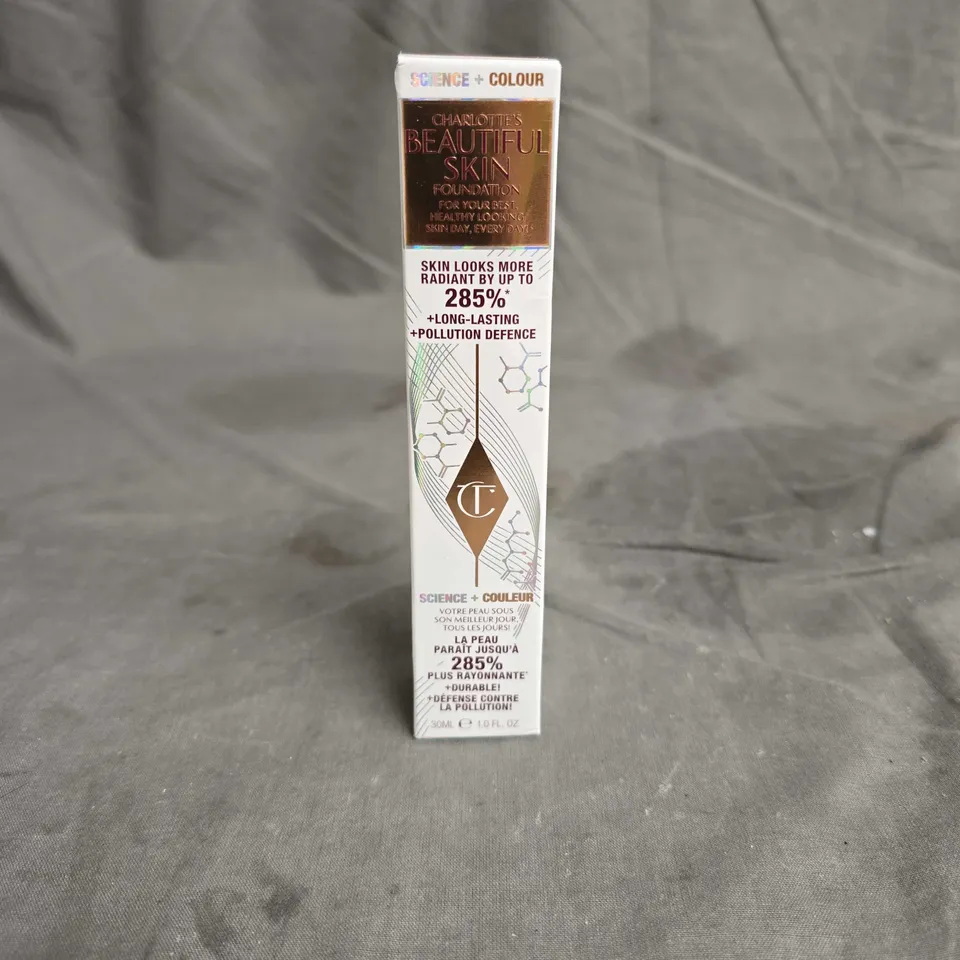 SCIENCE + COLOUR
CHARLOTTE'S
BEAUTIFUL
SKIN
FOUNDATION
FOR YOUR BEST,
HEALTHY LOOKING
SKIN DAY, EVERY DAY!
SKIN LOOKS MORE
RADIANT BY UP TO
285%*
+LONG-LASTING
+POLLUTION DEFENCE
CT
SCIENCE + COULEUR
VOTRE PEAU SOUS
SON MEILLEUR JOUR,
TOUS LES JOURS!
LA PEAU
PARAÎT JUSQU'À
285%
PLUS RAYONNANTE*
+DURABLE!
+DÉFENSE CONTRE
LA POLLUTION!
30ML ℮ 1.0 FL. OZ